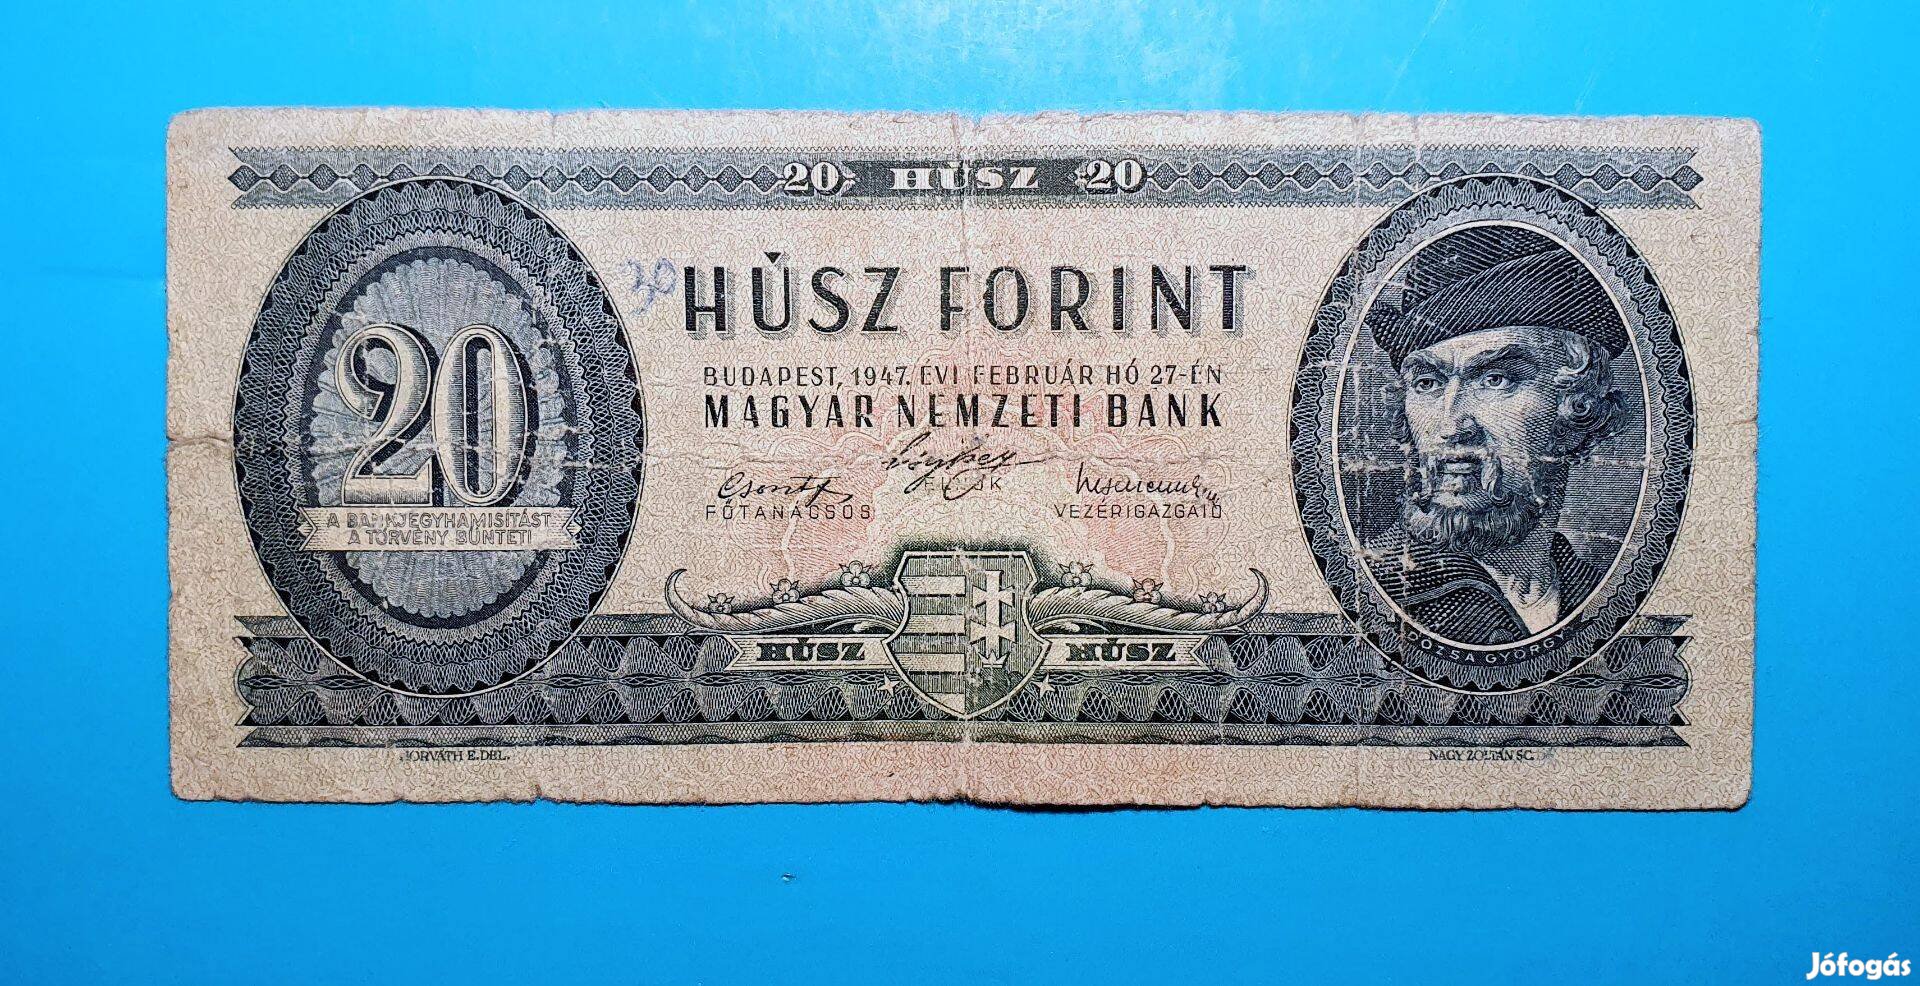 20 HÚSZ 20
30
HÚSZ FORINT
BUDAPEST, 1947. ÉVI FEBRUÁR HÓ 27-ÉN
MAGYAR NEMZETI BANK
FŐTANÁCSOS
VEZÉRIGAZGATÓ
20
A BANKJEGYHAMISÍTÁST
A TÖRVÉNY BÜNTETI
HÚSZ HÚSZ
DÓZSA GYÖRGY
HORVÁTH E. DEL.
NAGY ZOLTÁN SC.
Jófogás